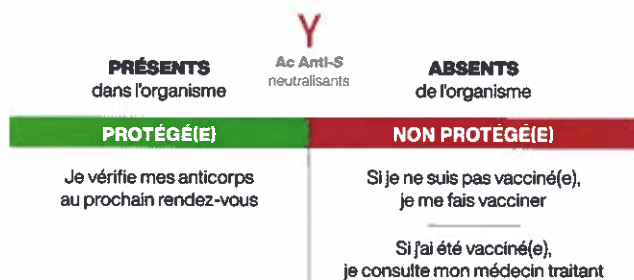 Y
Ac Anti-S
neutralisants
PRÉSENTS
dans l'organisme
ABSENTS
de l'organisme
PROTÉGÉ(E)
NON PROTÉGÉ(E)
Je vérifie mes anticorps
au prochain rendez-vous
Si je ne suis pas vacciné(e),
je me fais vacciner
Si j'ai été vacciné(e),
je consulte mon médecin traitant